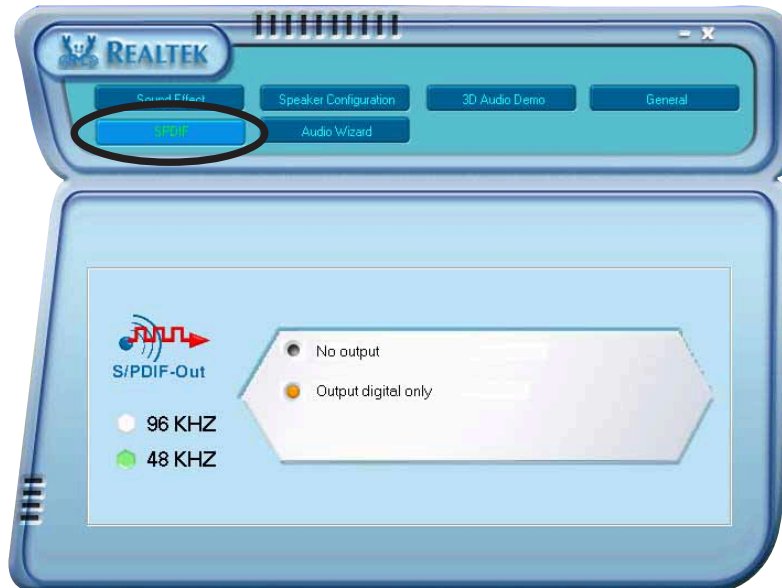 REALTEK
- X
Sound Effect
Speaker Configuration
3D Audio Demo
General
SPDIF
Audio Wizard
S/PDIF-Out
No output
Output digital only
96 KHZ
48 KHZ